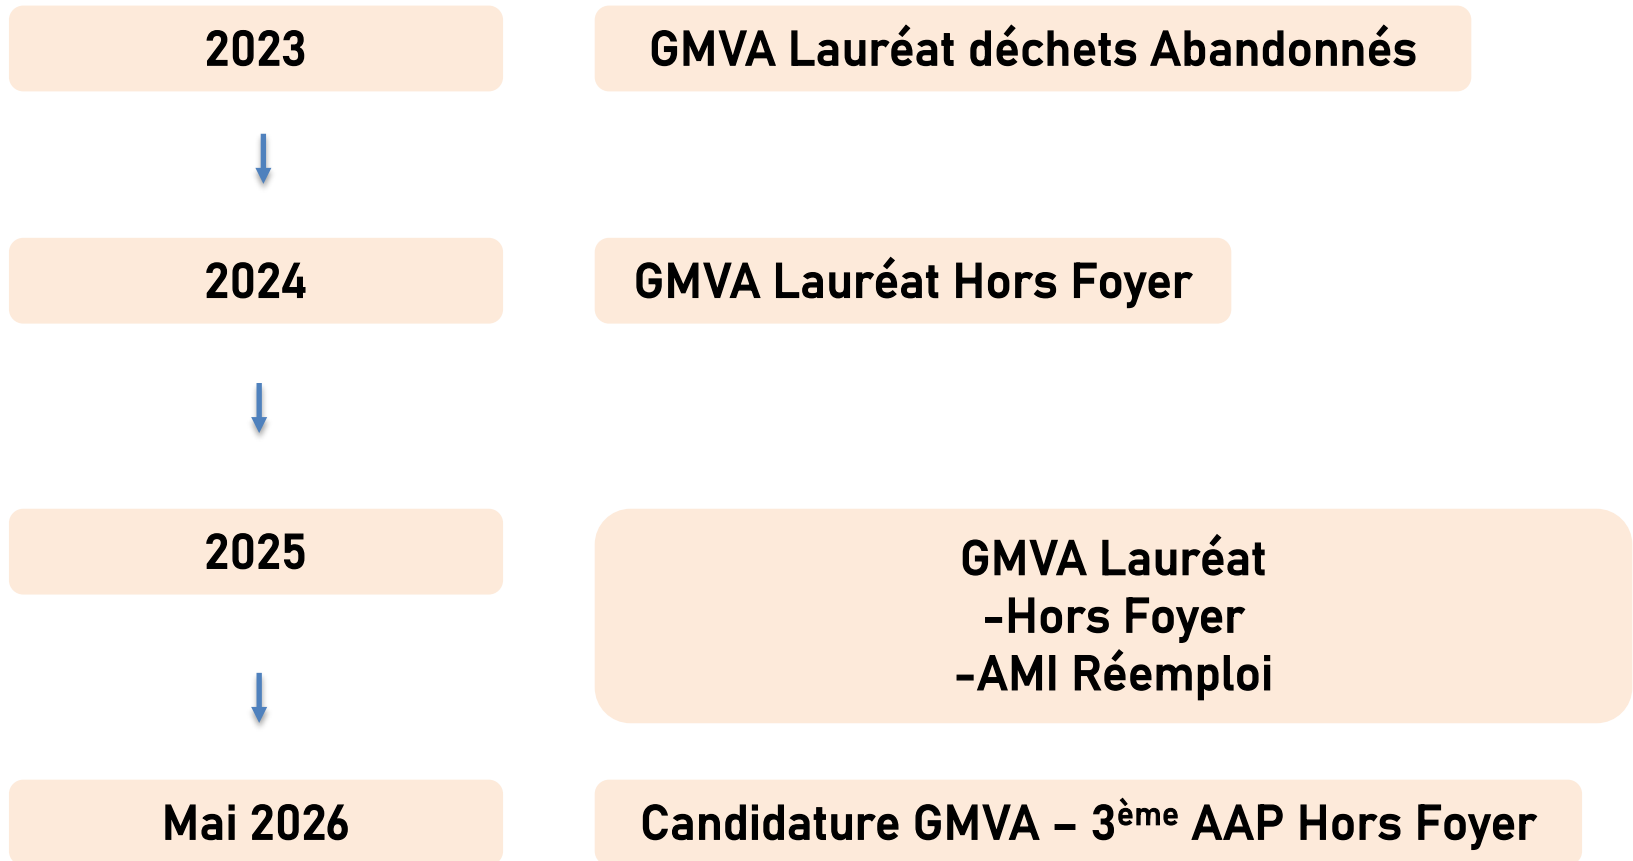 2023
GMVA Lauréat déchets Abandonnés
2024
GMVA Lauréat Hors Foyer
2025
GMVA Lauréat
-Hors Foyer
-AMI Réemploi
Mai 2026
Candidature GMVA – 3ème AAP Hors Foyer